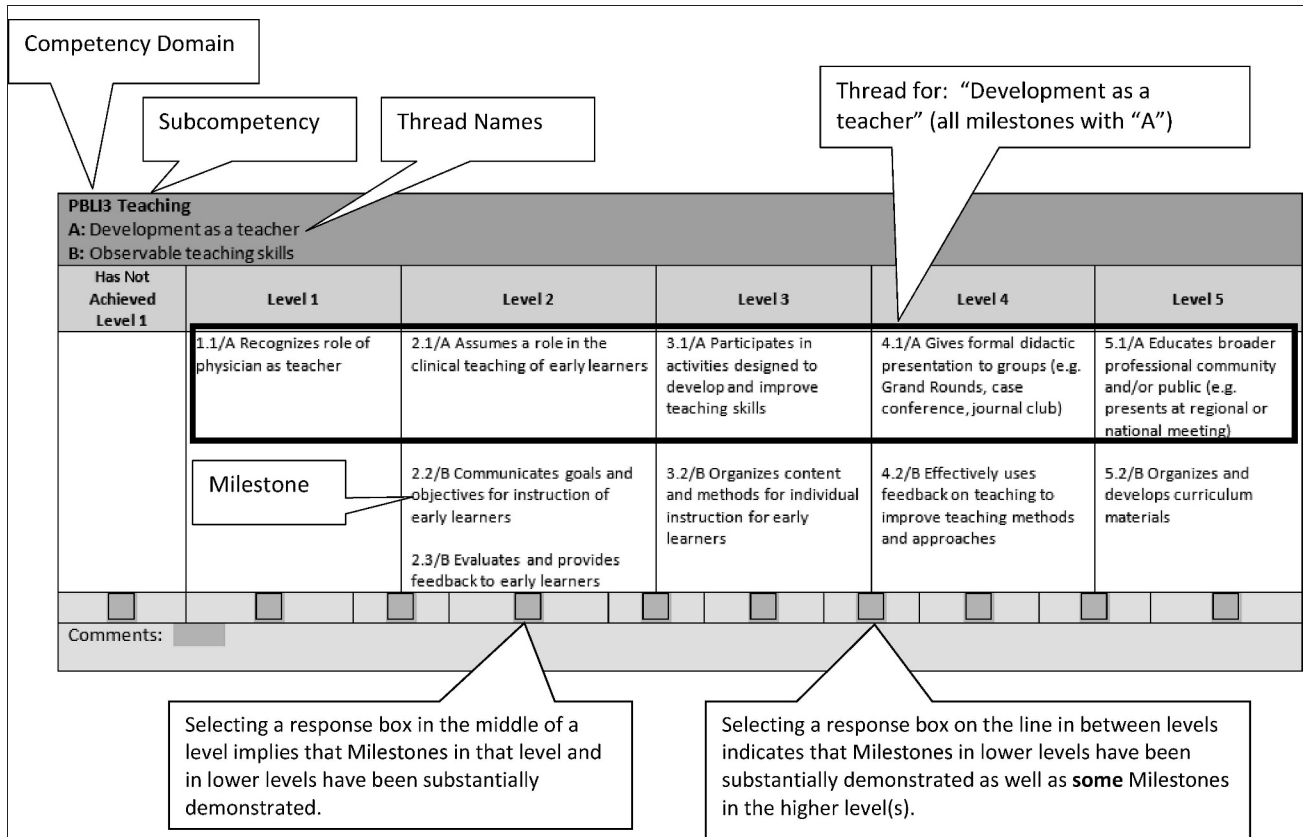 Competency Domain
Subcompetency
Thread Names
Thread for: “Development as a
teacher” (all milestones with “A”)
PBLI3 Teaching
A: Development as a teacher
B: Observable teaching skills
Has Not
Achieved
Level 1
Level 1
Level 2
Level 3
Level 4
Level 5
1.1/A Recognizes role of
physician as teacher
2.1/A Assumes a role in the
clinical teaching of early learners
3.1/A Participates in
activities designed to
develop and improve
teaching skills
4.1/A Gives formal didactic
presentation to groups (e.g.
Grand Rounds, case
conference, journal club)
5.1/A Educates broader
professional community
and/or public (e.g.
presents at regional or
national meeting)
Milestone
2.2/B Communicates goals and
objectives for instruction of
early learners
2.3/B Evaluates and provides
feedback to early learners
3.2/B Organizes content
and methods for individual
instruction for early
learners
4.2/B Effectively uses
feedback on teaching to
improve teaching methods
and approaches
5.2/B Organizes and
develops curriculum
materials
Comments:
Selecting a response box in the middle of a
level implies that Milestones in that level and
in lower levels have been substantially
demonstrated.
Selecting a response box on the line in between levels
indicates that Milestones in lower levels have been
substantially demonstrated as well as some Milestones
in the higher level(s).